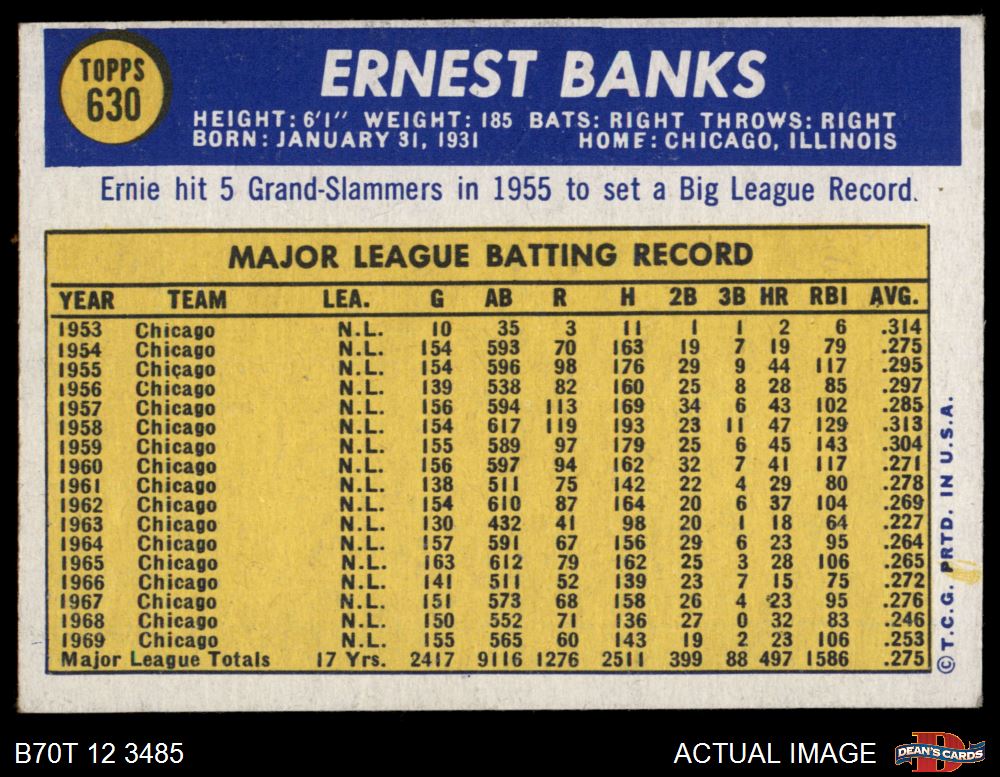 TOPPS
630
ERNEST BANKS
HEIGHT: 6'1" WEIGHT: 185 BATS: RIGHT THROWS: RIGHT
BORN: JANUARY 31, 1931 HOME: CHICAGO, ILLINOIS
Ernie hit 5 Grand-Slammers in 1955 to set a Big League Record.
MAJOR LEAGUE BATTING RECORD
YEAR TEAM LEA. G AB R H 2B 3B HR RBI AVG.
1953 Chicago N.L. 10 35 3 11 1 1 2 6 .314
1954 Chicago N.L. 154 593 70 163 19 7 19 79 .275
1955 Chicago N.L. 154 596 98 176 29 9 44 117 .295
1956 Chicago N.L. 139 538 82 160 25 8 28 85 .297
1957 Chicago N.L. 156 594 113 169 34 6 43 102 .285
1958 Chicago N.L. 154 617 119 193 23 11 47 129 .313
1959 Chicago N.L. 155 589 97 179 25 6 45 143 .304
1960 Chicago N.L. 156 597 94 162 32 7 41 117 .271
1961 Chicago N.L. 138 511 75 142 22 4 29 80 .278
1962 Chicago N.L. 154 610 87 164 20 6 37 104 .269
1963 Chicago N.L. 130 432 41 98 20 1 18 64 .227
1964 Chicago N.L. 157 591 67 156 29 6 23 95 .264
1965 Chicago N.L. 163 612 79 162 25 3 28 106 .265
1966 Chicago N.L. 141 511 52 139 23 7 15 75 .272
1967 Chicago N.L. 151 573 68 158 26 4 23 95 .276
1968 Chicago N.L. 150 552 71 136 27 0 32 83 .246
1969 Chicago N.L. 155 565 60 143 19 2 23 106 .253
Major League Totals 17 Yrs. 2417 9116 1276 2511 399 88 497 1586 .275
© T.C.G. PRTD. IN U.S.A.
B70T 12 3485
ACTUAL IMAGE
D
DEAN'S CARDS